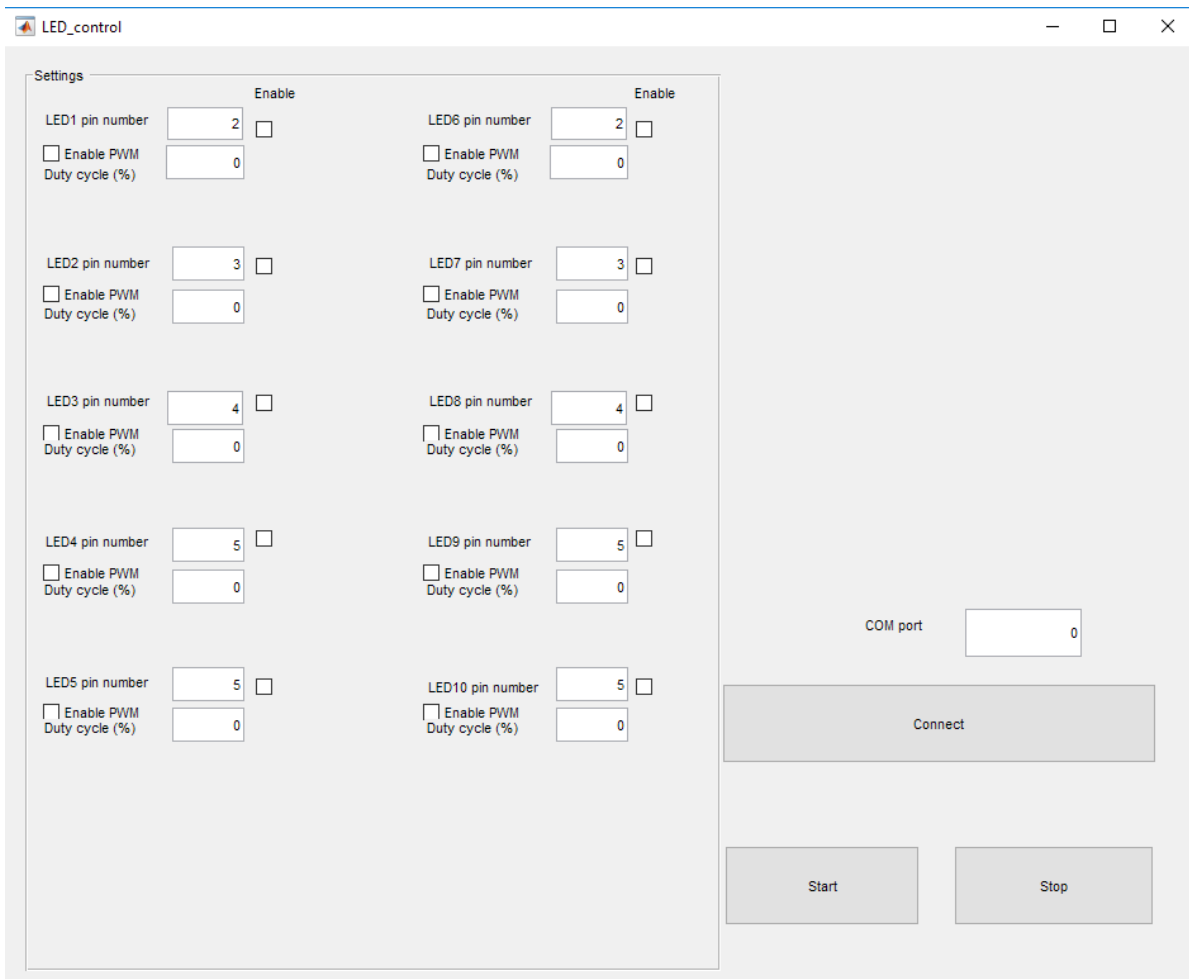 LED_control
Settings
Enable Enable
LED1 pin number 2 LED6 pin number 2
Enable PWM Enable PWM
Duty cycle (%) 0 Duty cycle (%) 0
LED2 pin number 3 LED7 pin number 3
Enable PWM Enable PWM
Duty cycle (%) 0 Duty cycle (%) 0
LED3 pin number 4 LED8 pin number 4
Enable PWM Enable PWM
Duty cycle (%) 0 Duty cycle (%) 0
LED4 pin number 5 LED9 pin number 5
Enable PWM Enable PWM
Duty cycle (%) 0 Duty cycle (%) 0
COM port 0
LED5 pin number 5 LED10 pin number 5
Enable PWM Enable PWM
Duty cycle (%) 0 Duty cycle (%) 0
Connect
Start Stop